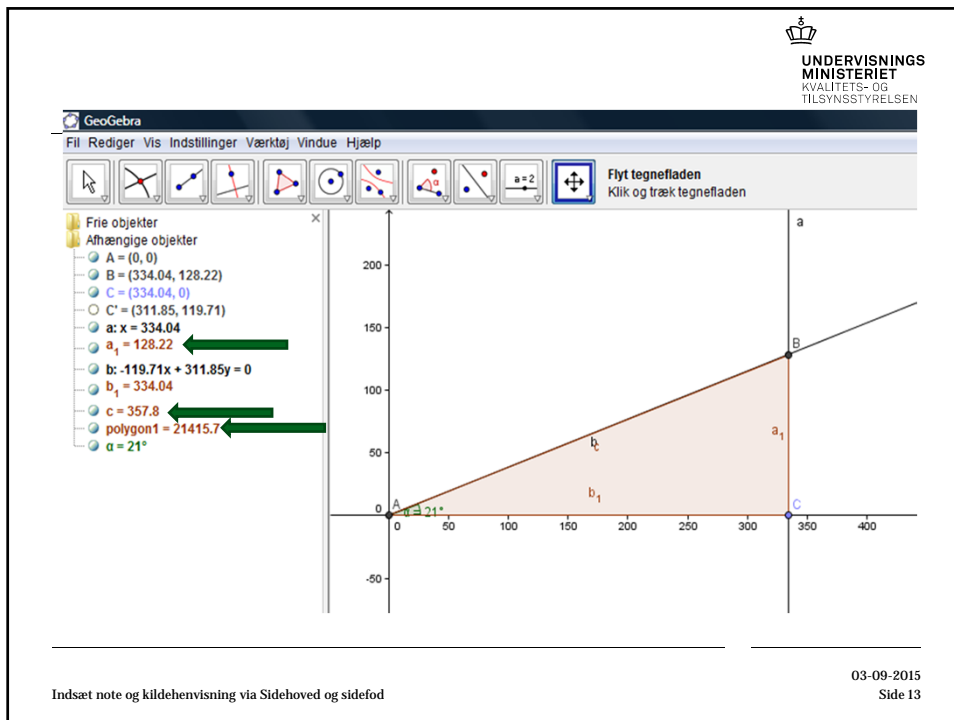 UNDERVISNINGS
MINISTERIET
KVALITETS- OG
TILSYNSSTYRELSEN
GeoGebra
Fil Rediger Vis Indstillinger Værktøj Vindue Hjælp
a = 2
Flyt tegnefladen
Klik og træk tegnefladen
Frie objekter
Afhængige objekter
A = (0, 0)
B = (334.04, 128.22)
C = (334.04, 0)
C' = (311.85, 119.71)
a: x = 334.04
a₁ = 128.22
b: -119.71x + 311.85y = 0
b₁ = 334.04
c = 357.8
polygon1 = 21415.7
α = 21°
a
200
150
B
100
a₁
b
c
50
b₁
A
C
0
α = 21°
0 50 100 150 200 250 300 350 400
-50
03-09-2015
Indsæt note og kildehenvisning via Sidehoved og sidefod
Side 13